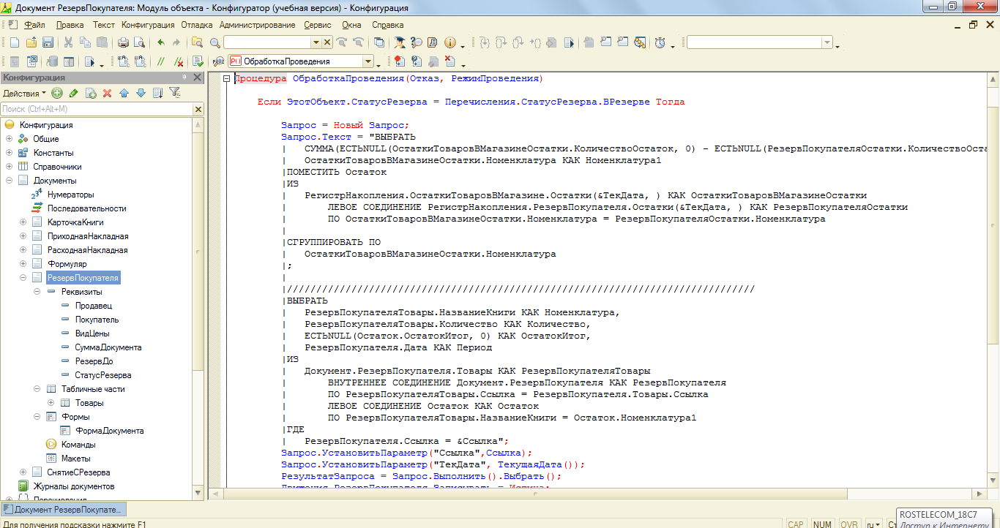 Документ РезервПокупателя: Модуль объекта - Конфигуратор (учебная версия) - Конфигурация
Файл Правка Текст Конфигурация Отладка Администрирование Сервис Окна Справка
ОбработкаПроведения
Конфигурация
Действия
Поиск (Ctrl+Alt+M)
Конфигурация
Общие
Константы
Справочники
Документы
Нумераторы
Последовательности
КарточкаКниги
ПриходнаяНакладная
РасходнаяНакладная
Формуляр
РезервПокупателя
Реквизиты
Продавец
Покупатель
ВидЦены
СуммаДокумента
РезервДо
СтатусРезерва
Табличные части
Товары
Формы
ФормаДокумента
Команды
Макеты
СнятиеСРезерва
Журналы документов
Перечисления
Процедура ОбработкаПроведения(Отказ, РежимПроведения)
Если ЭтотОбъект.СтатусРезерва = Перечисления.СтатусРезерва.ВРезерве Тогда
Запрос = Новый Запрос;
Запрос.Текст = "ВЫБРАТЬ
| СУММА(ЕСТЬNULL(ОстаткиТоваровВМагазинеОстатки.КоличествоОстаток, 0) - ЕСТЬNULL(РезервПокупателяОстатки.КоличествоОста
| ОстаткиТоваровВМагазинеОстатки.Номенклатура КАК Номенклатура1
|ПОМЕСТИТЬ Остаток
|ИЗ
| РегистрНакопления.ОстаткиТоваровВМагазине.Остатки(&ТекДата, ) КАК ОстаткиТоваровВМагазинеОстатки
| ЛЕВОЕ СОЕДИНЕНИЕ РегистрНакопления.РезервПокупателя.Остатки(&ТекДата, ) КАК РезервПокупателяОстатки
| ПО ОстаткиТоваровВМагазинеОстатки.Номенклатура = РезервПокупателяОстатки.Номенклатура
|
|СГРУППИРОВАТЬ ПО
| ОстаткиТоваровВМагазинеОстатки.Номенклатура
|;
|
|////////////////////////////////////////////////////////////////////////////////
|ВЫБРАТЬ
| РезервПокупателяТовары.НазваниеКниги КАК Номенклатура,
| РезервПокупателяТовары.Количество КАК Количество,
| ЕСТЬNULL(Остаток.ОстатокИтог, 0) КАК ОстатокИтог,
| РезервПокупателя.Дата КАК Период
|ИЗ
| Документ.РезервПокупателя.Товары КАК РезервПокупателяТовары
| ВНУТРЕННЕЕ СОЕДИНЕНИЕ Документ.РезервПокупателя КАК РезервПокупателя
| ПО РезервПокупателяТовары.Ссылка = РезервПокупателя.Товары.Ссылка
| ЛЕВОЕ СОЕДИНЕНИЕ Остаток КАК Остаток
| ПО РезервПокупателяТовары.НазваниеКниги = Остаток.Номенклатура1
|ГДЕ
| РезервПокупателя.Ссылка = &Ссылка";
Запрос.УстановитьПараметр("Ссылка",Ссылка);
Запрос.УстановитьПараметр("ТекДата", ТекущаяДата());
РезультатЗапроса = Запрос.Выполнить().Выбрать();
Движения.РезервПокупателя.Записывать = Истина;
Документ РезервПокупате...
Для получения подсказки нажмите F1
CAP NUM OVR ru Ст
ROSTELECOM_18C7
Доступ к Интернету